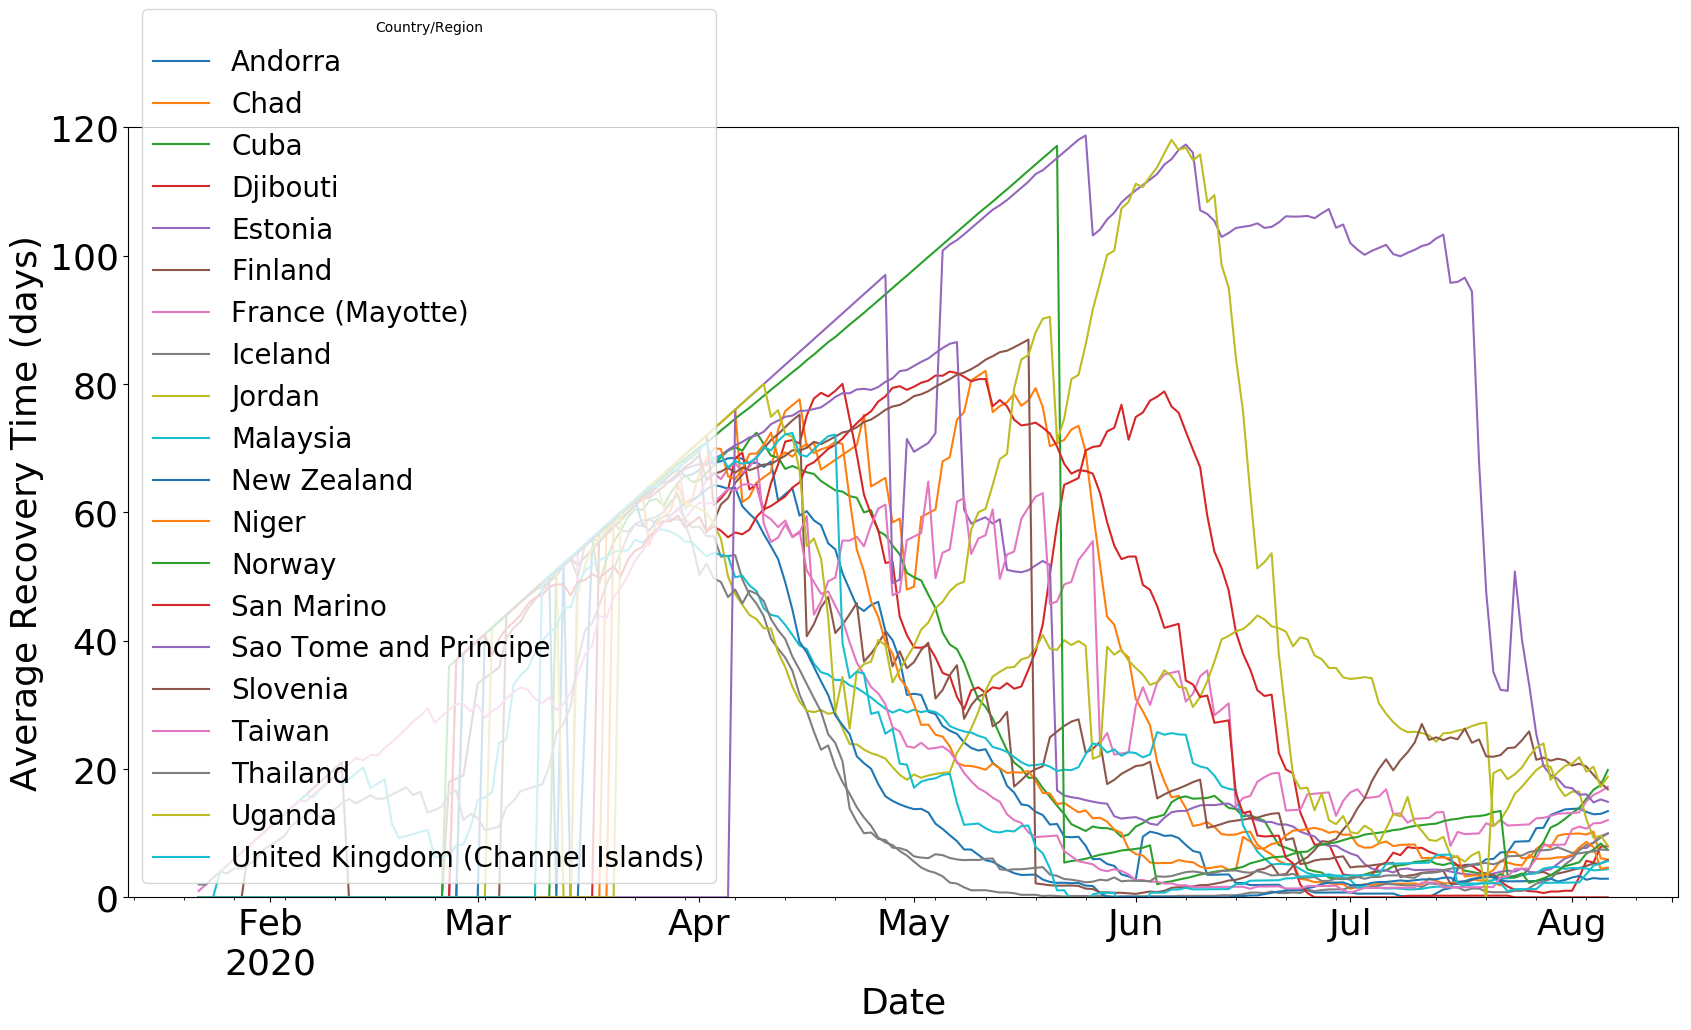 Country/Region
Andorra
Chad
Cuba
Djibouti
Estonia
Finland
France (Mayotte)
Iceland
Jordan
Malaysia
New Zealand
Niger
Norway
San Marino
Sao Tome and Principe
Slovenia
Taiwan
Thailand
Uganda
United Kingdom (Channel Islands)
Average Recovery Time (days)
120
100
80
60
40
20
0
Feb
2020
Mar
Apr
May
Jun
Jul
Aug
Date